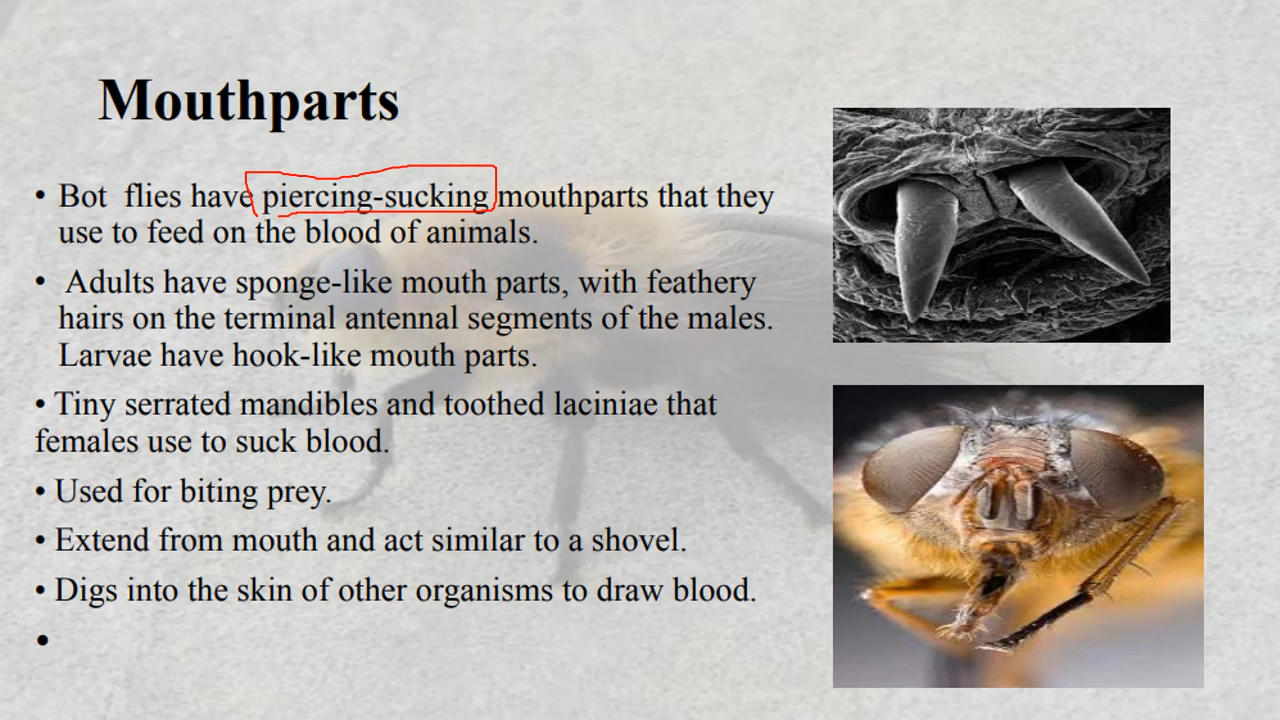 Mouthparts
• Bot flies have piercing-sucking mouthparts that they
use to feed on the blood of animals.
• Adults have sponge-like mouth parts, with feathery
hairs on the terminal antennal segments of the males.
Larvae have hook-like mouth parts.
• Tiny serrated mandibles and toothed laciniae that
females use to suck blood.
• Used for biting prey.
• Extend from mouth and act similar to a shovel.
• Digs into the skin of other organisms to draw blood.
•